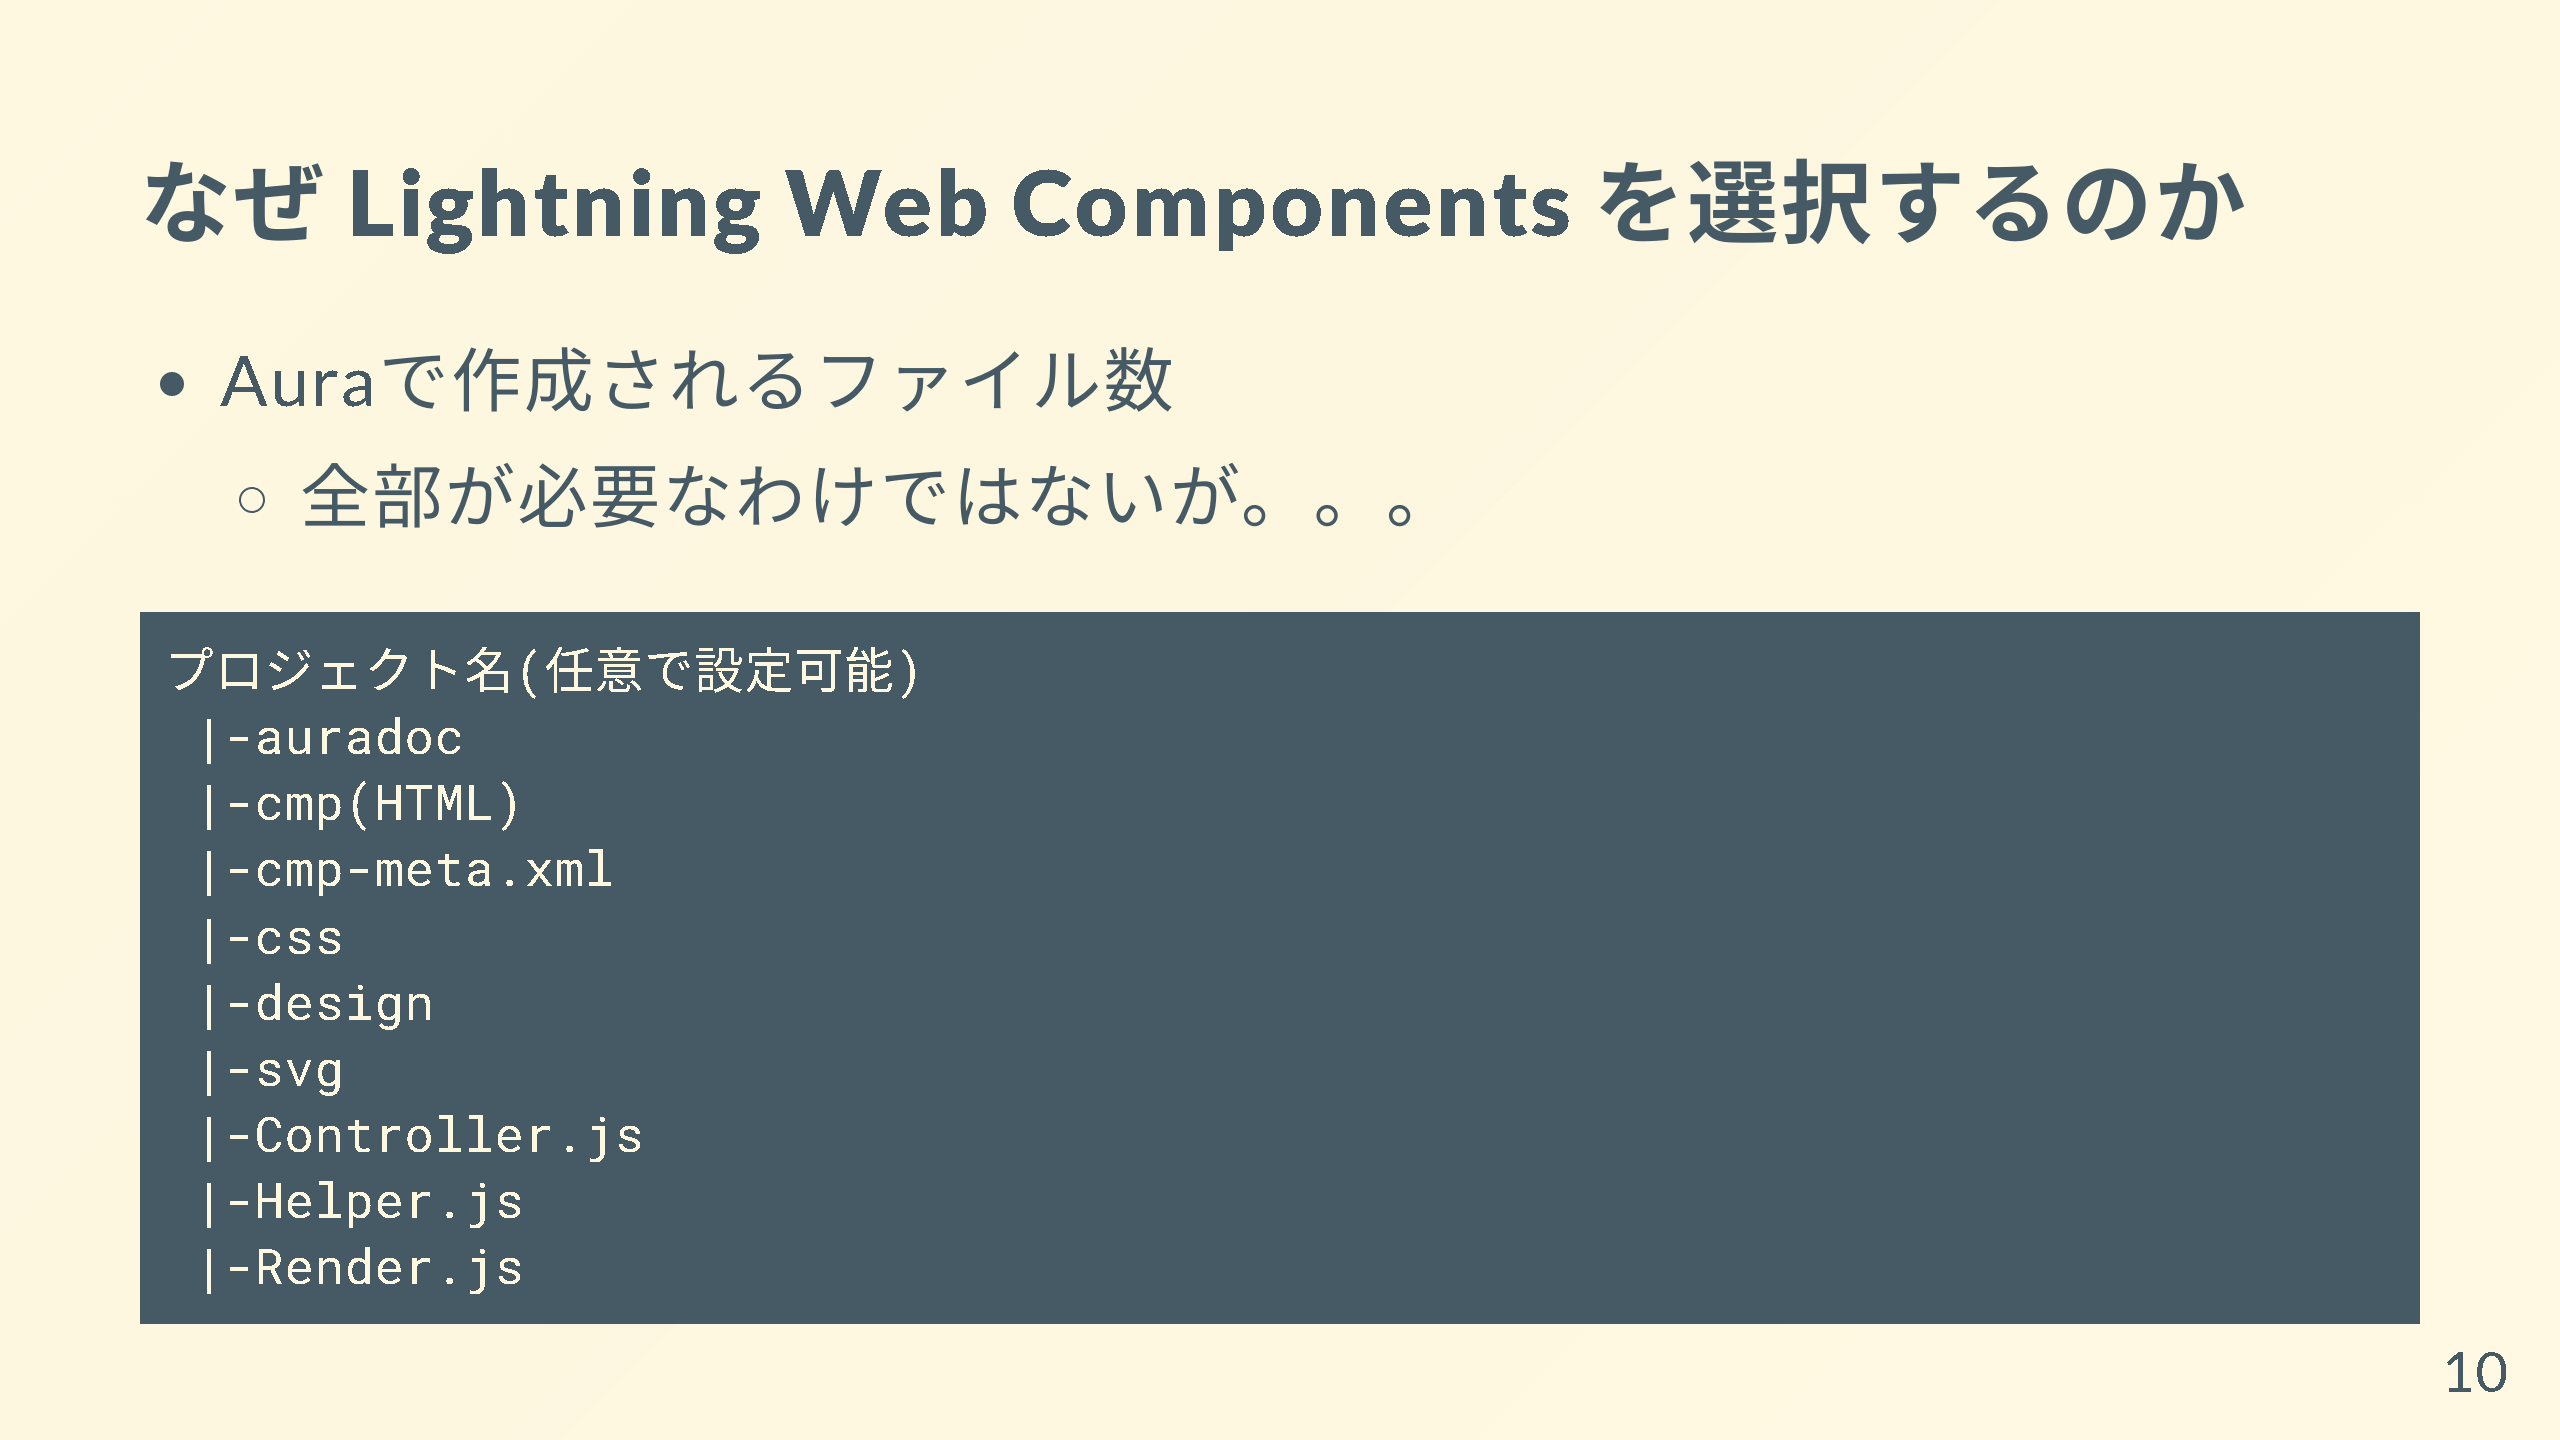 なぜ Lightning Web Components を選択するのか
• Auraで作成されるファイル数
○ 全部が必要なわけではないが。。。
プロジェクト名(任意で設定可能)
|-auradoc
|-cmp(HTML)
|-cmp-meta.xml
|-css
|-design
|-svg
|-Controller.js
|-Helper.js
|-Render.js
10